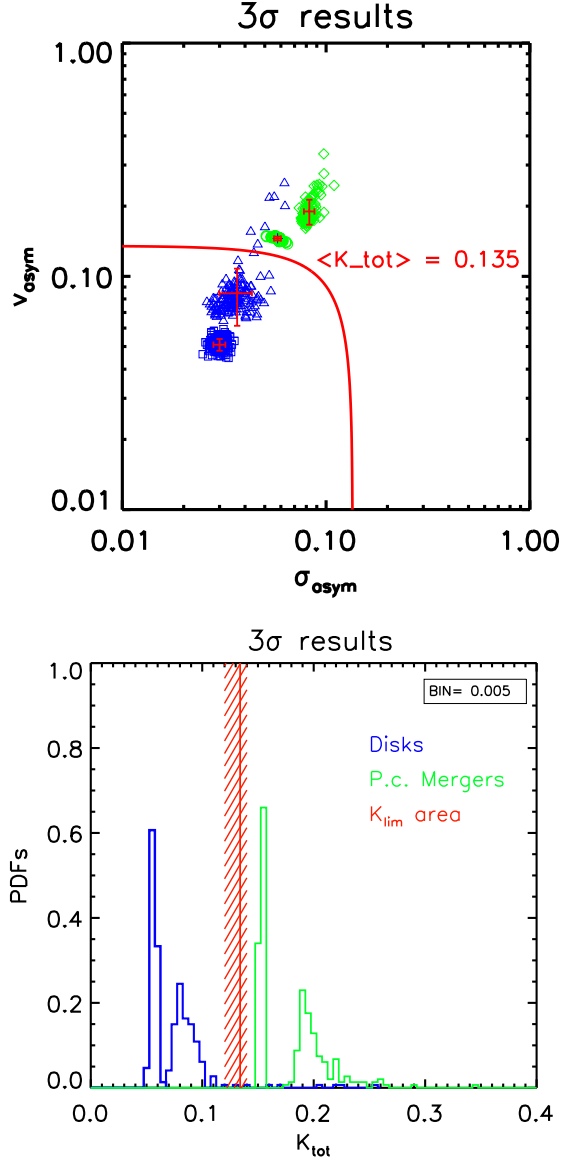 3σ results
1.00
0.10
0.01
v_asym
<K_tot> = 0.135
0.01 0.10 1.00
σ_asym
3σ results
1.0
0.8
0.6
0.4
0.2
0.0
PDFs
BIN= 0.005
Disks
P.c. Mergers
K_lim area
0.0 0.1 0.2 0.3 0.4
K_tot